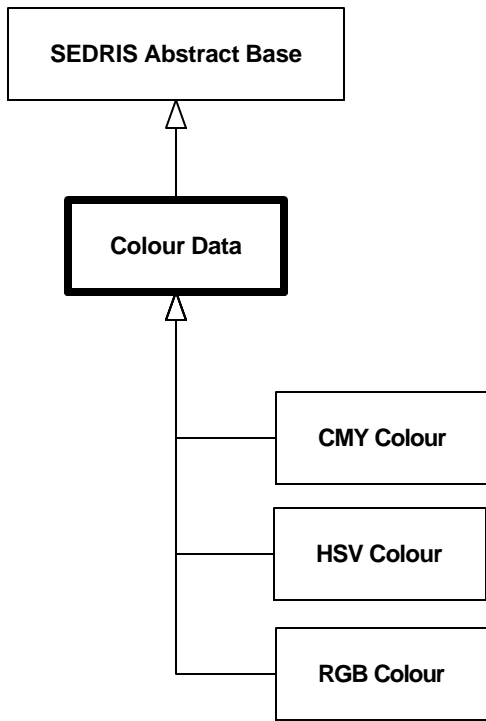 SEDRIS Abstract Base
Colour Data
CMY Colour
HSV Colour
RGB Colour